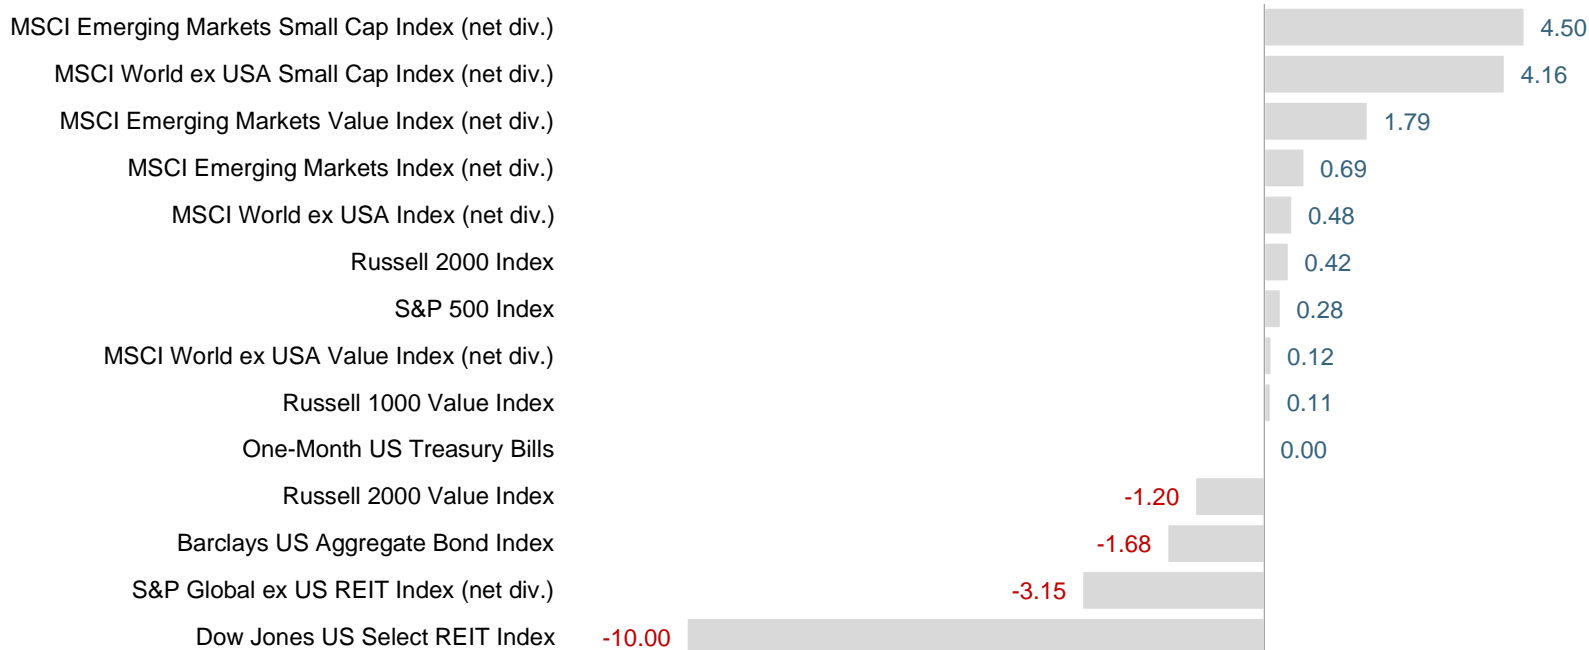 MSCI Emerging Markets Small Cap Index (net div.) 4.50
MSCI World ex USA Small Cap Index (net div.) 4.16
MSCI Emerging Markets Value Index (net div.) 1.79
MSCI Emerging Markets Index (net div.) 0.69
MSCI World ex USA Index (net div.) 0.48
Russell 2000 Index 0.42
S&P 500 Index 0.28
MSCI World ex USA Value Index (net div.) 0.12
Russell 1000 Value Index 0.11
One-Month US Treasury Bills 0.00
Russell 2000 Value Index -1.20
Barclays US Aggregate Bond Index -1.68
S&P Global ex US REIT Index (net div.) -3.15
Dow Jones US Select REIT Index -10.00